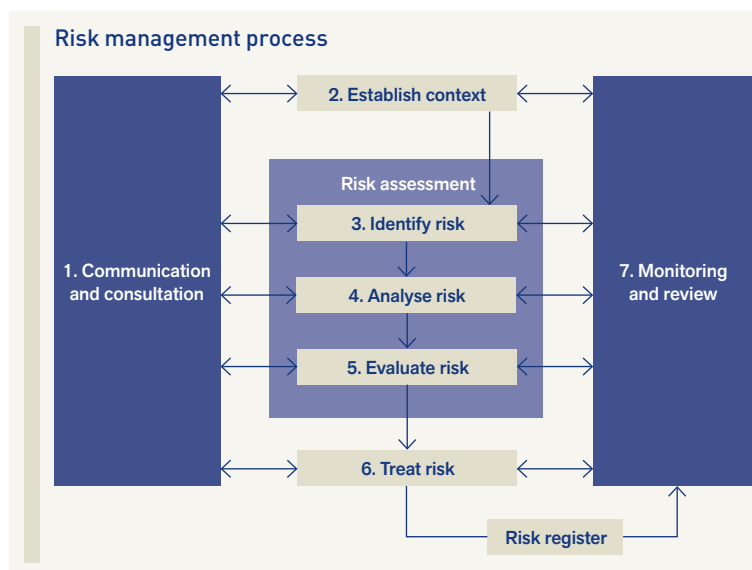 Risk management process
2. Establish context
Risk assessment
3. Identify risk
1. Communication
and consultation
4. Analyse risk
7. Monitoring
and review
5. Evaluate risk
6. Treat risk
Risk register